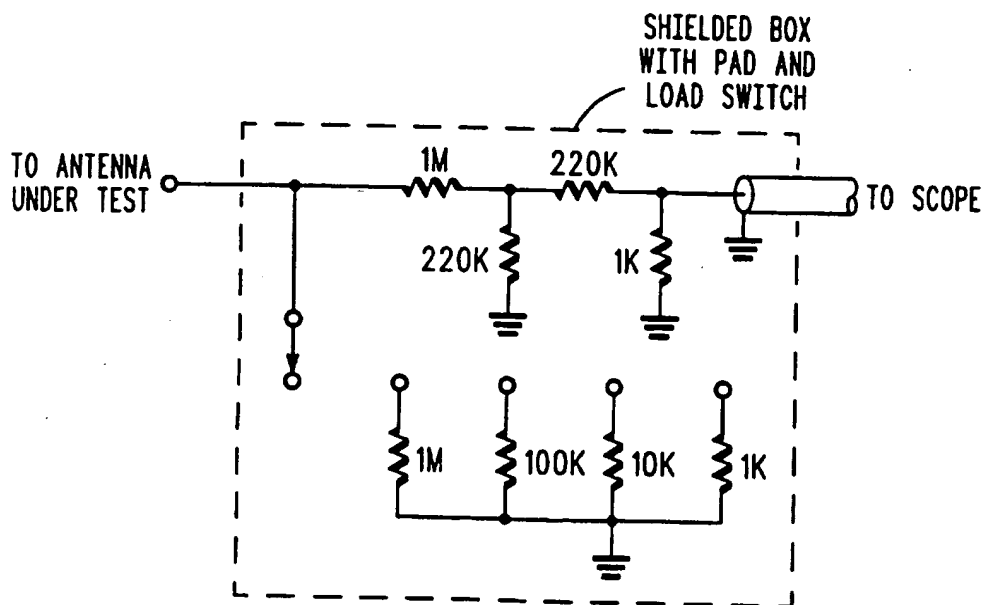 SHIELDED BOX
WITH PAD AND
LOAD SWITCH
TO ANTENNA
UNDER TEST
1M
220K
TO SCOPE
220K
1K
1M
100K
10K
1K